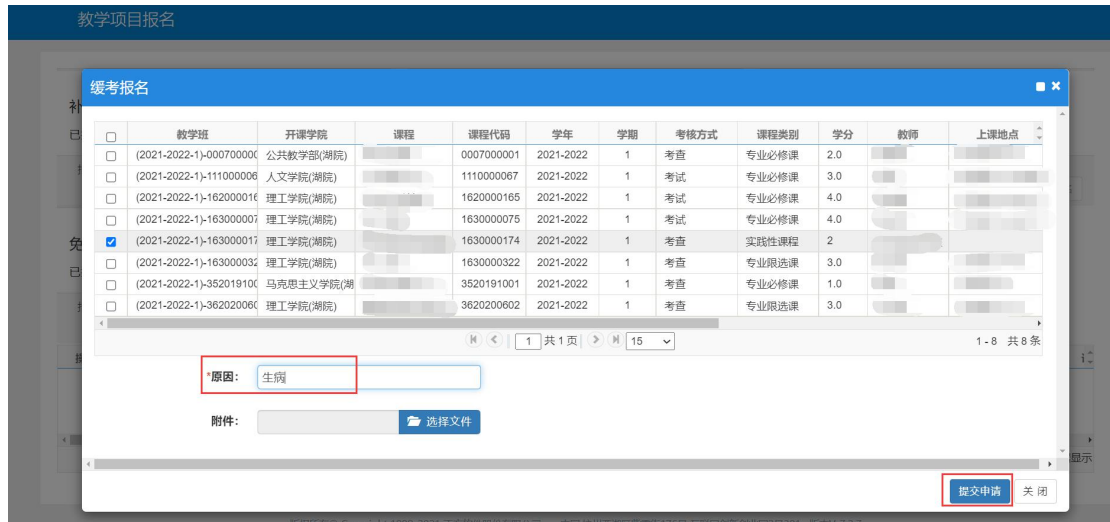 教学项目报名
缓考报名
补
已
教学班 开课学院 课程 课程代码 学年 学期 考核方式 课程类别 学分 教师 上课地点
(2021-2022-1)-00070000 公共教学部(湖院) 0007000001 2021-2022 1 考查 专业必修课 2.0
(2021-2022-1)-111000006 人文学院(湖院) 1110000067 2021-2022 1 考试 专业必修课 3.0
(2021-2022-1)-16200016 理工学院(湖院) 1620000165 2021-2022 1 考试 专业必修课 4.0
(2021-2022-1)-16300007 理工学院(湖院) 1630000075 2021-2022 1 考试 专业必修课 4.0
免
(2021-2022-1)-16300017 理工学院(湖院) 1630000174 2021-2022 1 考查 实践性课程 2
已
(2021-2022-1)-16300032 理工学院(湖院) 1630000322 2021-2022 1 考查 专业限选课 3.0
(2021-2022-1)-35201910 马克思主义学院(湖 3520191001 2021-2022 1 考查 专业必修课 1.0
(2021-2022-1)-36202006 理工学院(湖院) 3620200602 2021-2022 1 考查 专业限选课 3.0
1 共1页 15 1-8 共8条
*原因： 生病
附件： 选择文件
显示
提交申请 关闭